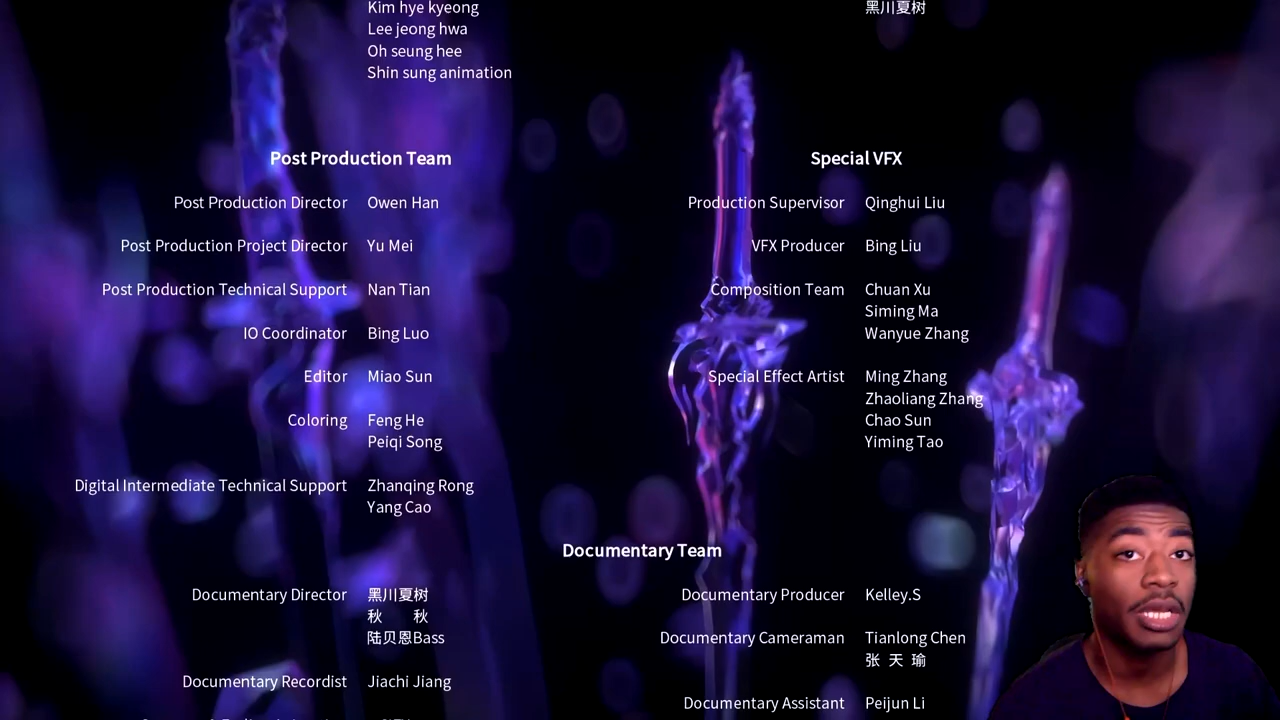 Kim hye kyeong
Lee jeong hwa
Oh seung hee
Shin sung animation
黑川夏树
Post Production Team
Post Production Director Owen Han
Post Production Project Director Yu Mei
Post Production Technical Support Nan Tian
IO Coordinator Bing Luo
Editor Miao Sun
Coloring Feng He
Peiqi Song
Digital Intermediate Technical Support Zhanqing Rong
Yang Cao
Special VFX
Production Supervisor Qinghui Liu
VFX Producer Bing Liu
Composition Team Chuan Xu
Siming Ma
Wanyue Zhang
Special Effect Artist Ming Zhang
Zhaoliang Zhang
Chao Sun
Yiming Tao
Documentary Team
Documentary Director 黑川夏树
秋 秋
陆贝恩Bass
Documentary Recordist Jiachi Jiang
Documentary Producer Kelley.S
Documentary Cameraman Tianlong Chen
张 天 瑜
Documentary Assistant Peijun Li